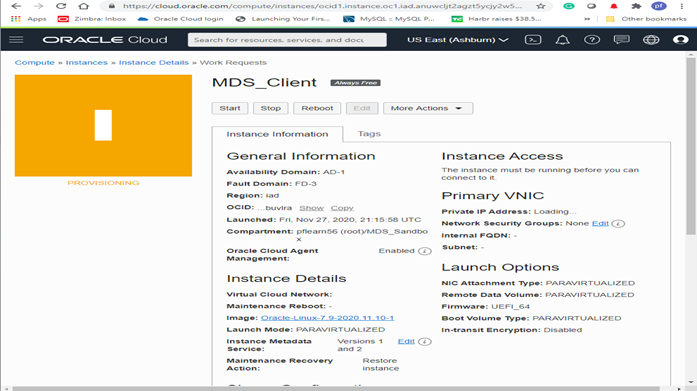 https://cloud.oracle.com/compute/instances/ocid1.instance.oc1.iad.anuwcljt2agzt5ycjy2w5...
Apps Zimbra: Inbox Oracle Cloud login Launching Your Firs... MySQL :: MySQL P... Harbr raises $38.5... Other bookmarks
ORACLE Cloud
Search for resources, services, and docu
US East (Ashburn)
Compute » Instances » Instance Details » Work Requests
PROVISIONING
MDS_Client Always Free
Start Stop Reboot Edit More Actions
Instance Information Tags
General Information
Availability Domain: AD-1
Fault Domain: FD-3
Region: iad
OCID: ...buvira Show Copy
Launched: Fri, Nov 27, 2020, 21:15:58 UTC
Compartment: pflearn56 (root)/MDS_Sandbo
x
Oracle Cloud Agent Enabled
Management:
Instance Details
Virtual Cloud Network:
Maintenance Reboot: -
Image: Oracle-Linux-7.9-2020.11.10-1
Launch Mode: PARAVIRTUALIZED
Instance Metadata Versions 1 Edit
Service: and 2
Maintenance Recovery Restore
Action: instance
Instance Access
The instance must be running before you can
connect to it.
Primary VNIC
Private IP Address: Loading...
Network Security Groups: None Edit
Internal FQDN: -
Subnet: -
Launch Options
NIC Attachment Type: PARAVIRTUALIZED
Remote Data Volume: PARAVIRTUALIZED
Firmware: UEFI_64
Boot Volume Type: PARAVIRTUALIZED
In-transit Encryption: Disabled